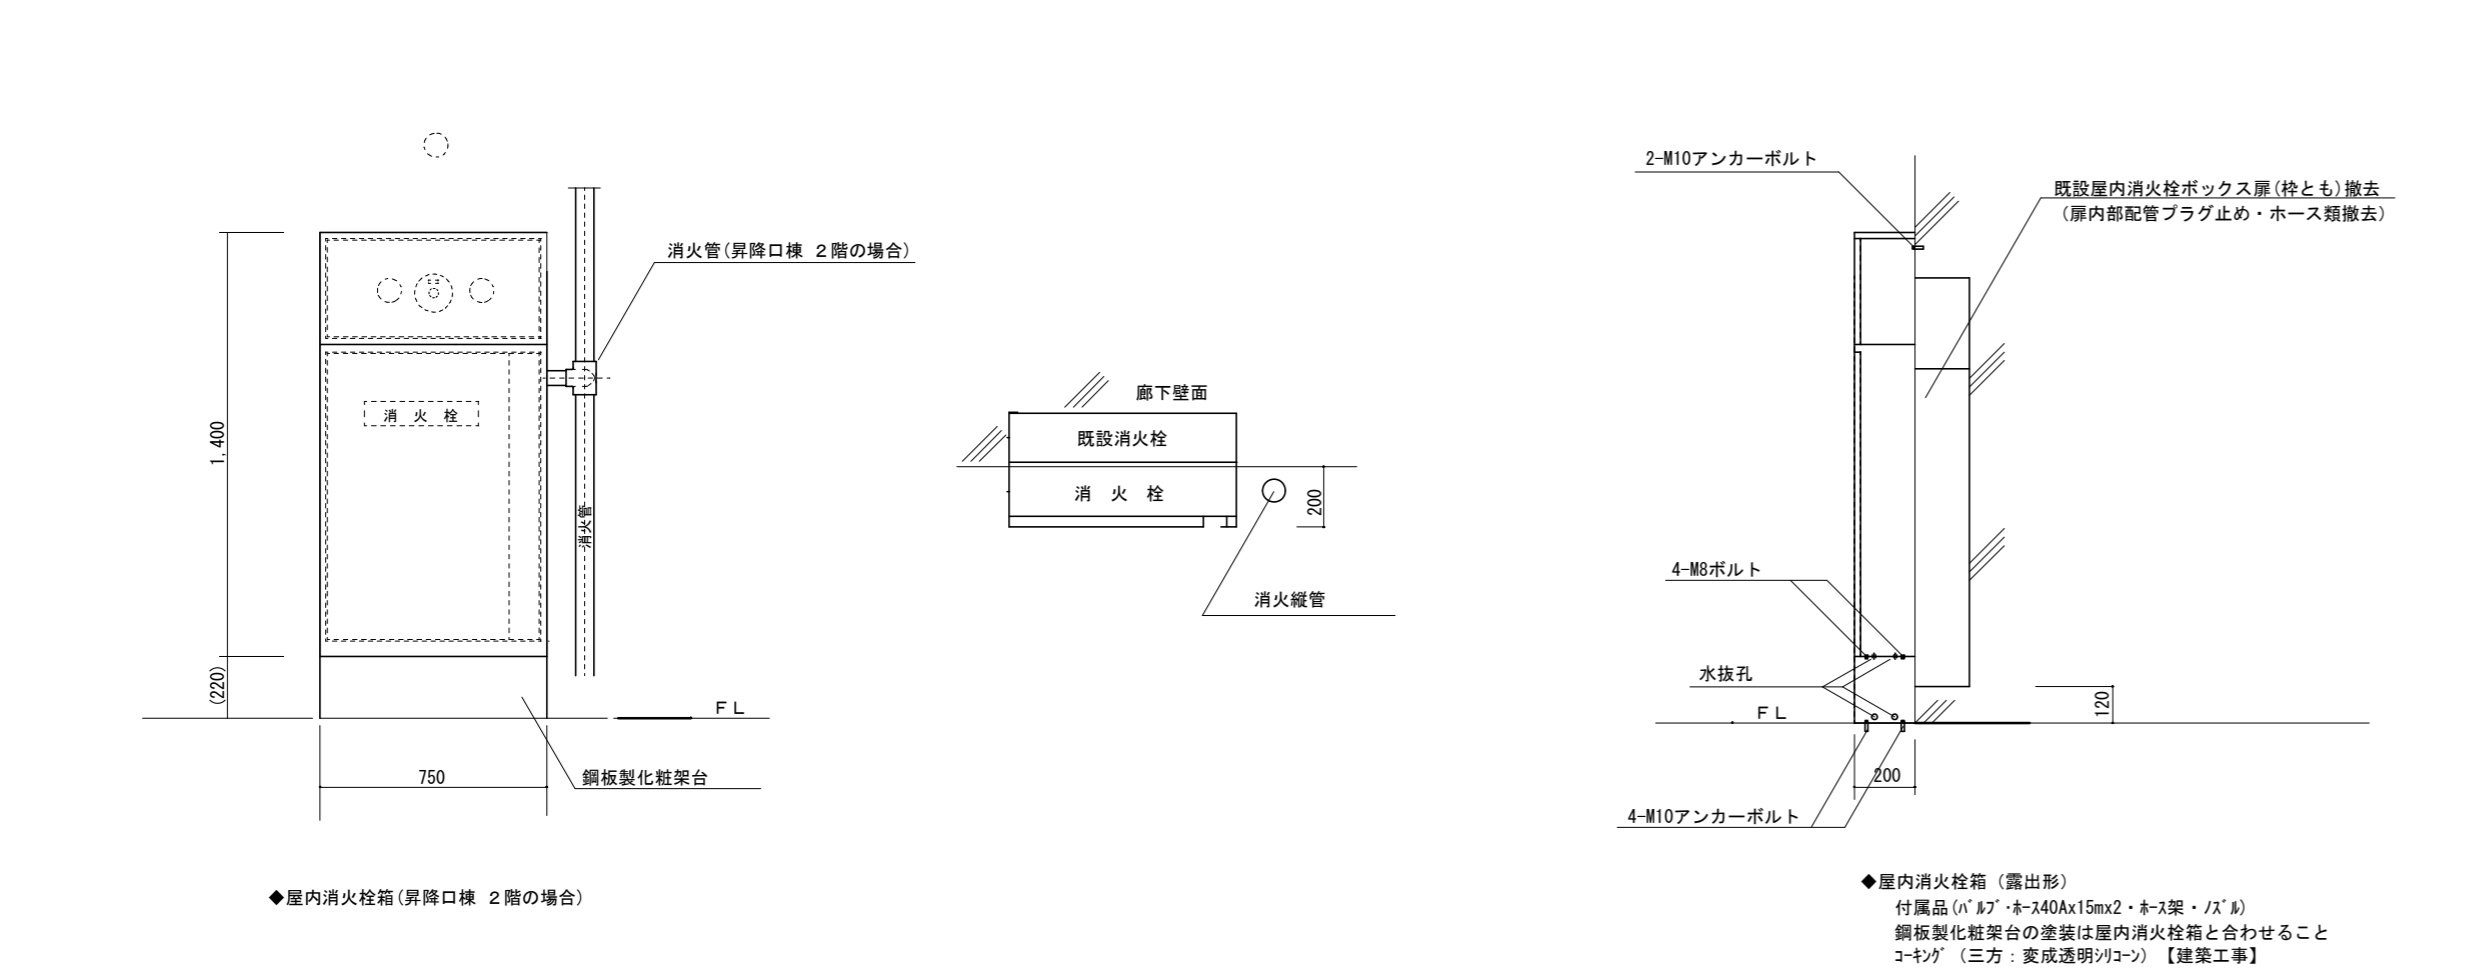 消火管(昇降口棟 ２階の場合)
消 火 栓
1,400
消火管
(220)
ＦＬ
750
鋼板製化粧架台
◆屋内消火栓箱(昇降口棟 ２階の場合)
廊下壁面
既設消火栓
消 火 栓
200
消火縦管
2-M10アンカーボルト
既設屋内消火栓ボックス扉(枠とも)撤去
（扉内部配管プラグ止め・ホース類撤去）
4-M8ボルト
水抜孔
ＦＬ
120
200
4-M10アンカーボルト
◆屋内消火栓箱（露出形）
付属品(ﾊﾞﾙﾌﾞ･ﾎｰｽ40Ax15mx2・ﾎｰｽ架・ﾉｽﾞﾙ)
鋼板製化粧架台の塗装は屋内消火栓箱と合わせること
ｺｰｷﾝｸﾞ（三方：変成透明ｼﾘｺｰﾝ）【建築工事】